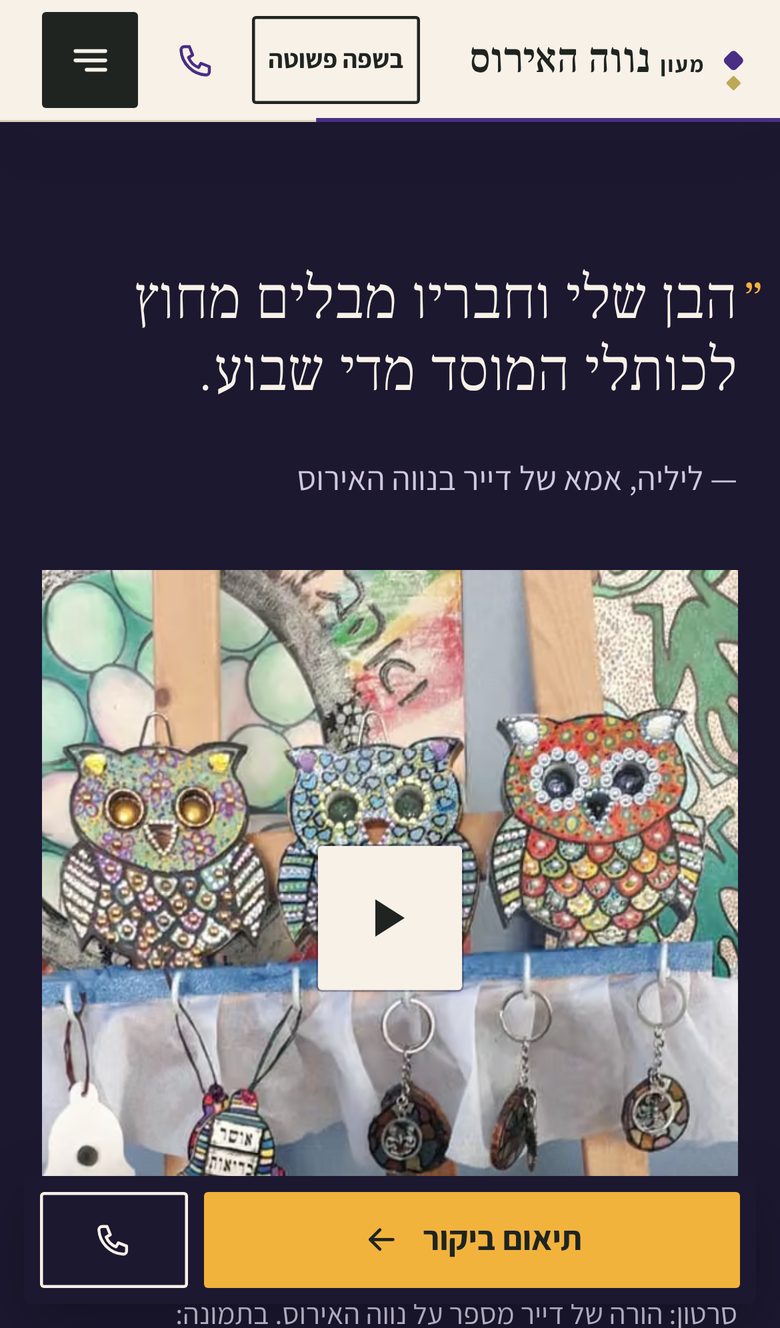 מעון נווה האירוס
בשפה פשוטה
”הבן שלי וחבריו מבלים מחוץ
לכותלי המוסד מדי שבוע.
— ליליה, אמא של דייר בנווה האירוס
אושר
בריאות
תיאום ביקור
סרטון: הורה של דייר מספר על נווה האירוס. בתמונה: